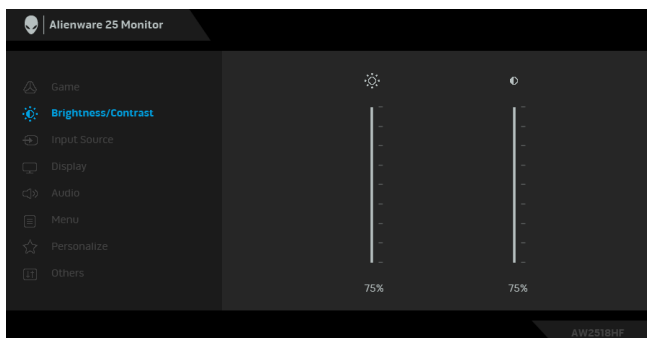 Alienware 25 Monitor
Game
Brightness/Contrast
Input Source
Display
Audio
Menu
Personalize
Others
75% 75%
AW2518HF